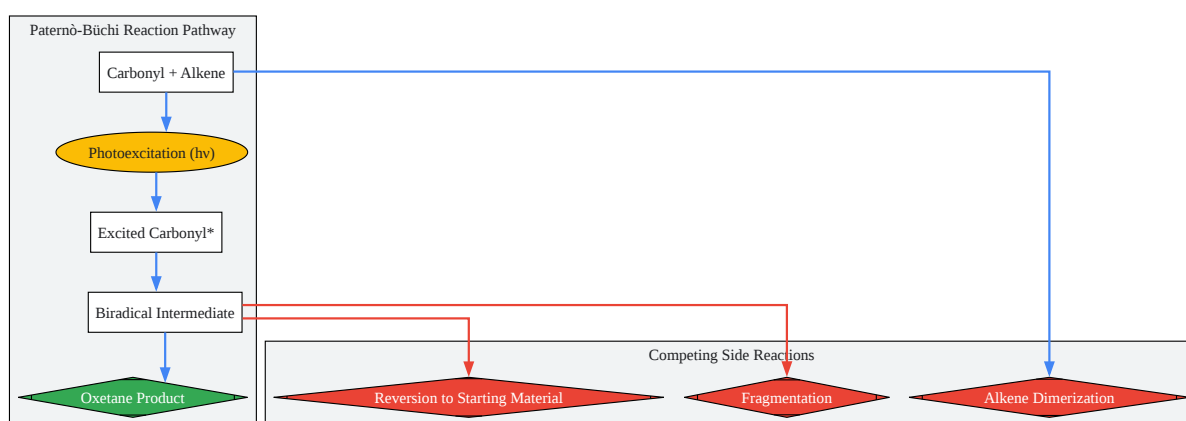 Paternò-Büchi Reaction Pathway
Carbonyl + Alkene
Photoexcitation (hν)
Excited Carbonyl*
Biradical Intermediate
Oxetane Product
Competing Side Reactions
Reversion to Starting Material
Fragmentation
Alkene Dimerization